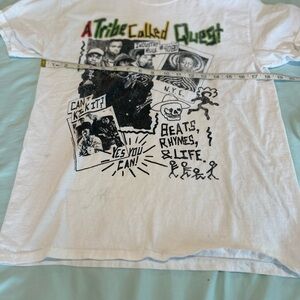 A Tribe Called Quest
N.Y.C.
CAN I
KICK IT?
BEATS,
RHYMES,
& LIFE
YES YOU
CAN!